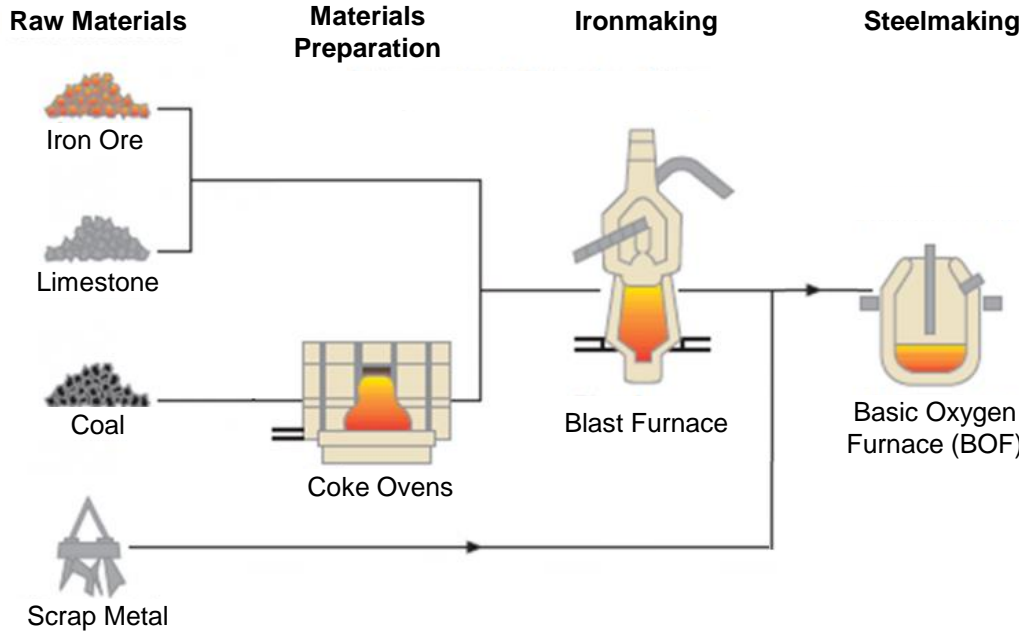 Raw Materials
Materials
Preparation
Ironmaking
Steelmaking
Iron Ore
Limestone
Coal
Coke Ovens
Blast Furnace
Basic Oxygen
Furnace (BOF)
Scrap Metal